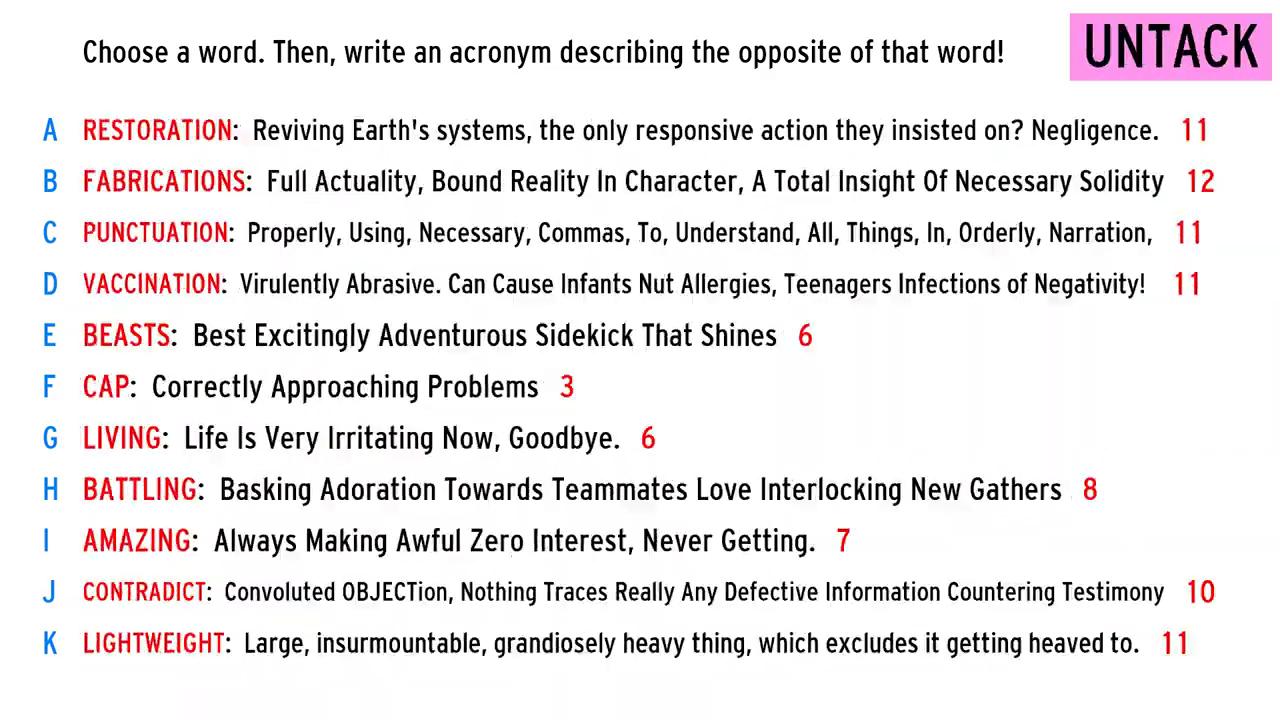 Choose a word. Then, write an acronym describing the opposite of that word!
UNTACK
A RESTORATION: Reviving Earth's systems, the only responsive action they insisted on? Negligence. 11
B FABRICATIONS: Full Actuality, Bound Reality In Character, A Total Insight Of Necessary Solidity 12
C PUNCTUATION: Properly, Using, Necessary, Commas, To, Understand, All, Things, In, Orderly, Narration, 11
D VACCINATION: Virulently Abrasive. Can Cause Infants Nut Allergies, Teenagers Infections of Negativity! 11
E BEASTS: Best Excitingly Adventurous Sidekick That Shines 6
F CAP: Correctly Approaching Problems 3
G LIVING: Life Is Very Irritating Now, Goodbye. 6
H BATTLING: Basking Adoration Towards Teammates Love Interlocking New Gathers 8
I AMAZING: Always Making Awful Zero Interest, Never Getting. 7
J CONTRADICT: Convoluted OBJECTion, Nothing Traces Really Any Defective Information Countering Testimony 10
K LIGHTWEIGHT: Large, insurmountable, grandiosely heavy thing, which excludes it getting heaved to. 11